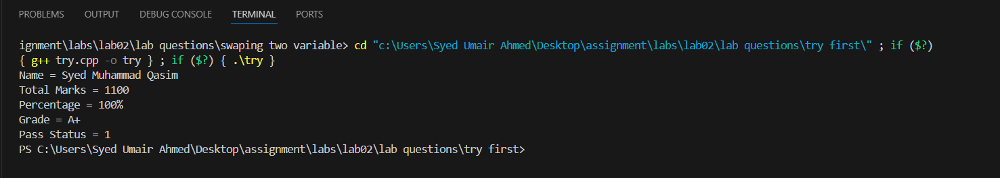 PROBLEMS OUTPUT DEBUG CONSOLE TERMINAL PORTS
ignment\labs\lab02\lab questions\swaping two variable> cd "c:\Users\Syed Umair Ahmed\Desktop\assignment\labs\lab02\lab questions\try first\" ; if ($?)
{ g++ try.cpp -o try } ; if ($?) { .\try }
Name = Syed Muhammad Qasim
Total Marks = 1100
Percentage = 100%
Grade = A+
Pass Status = 1
PS C:\Users\Syed Umair Ahmed\Desktop\assignment\labs\lab02\lab questions\try first>